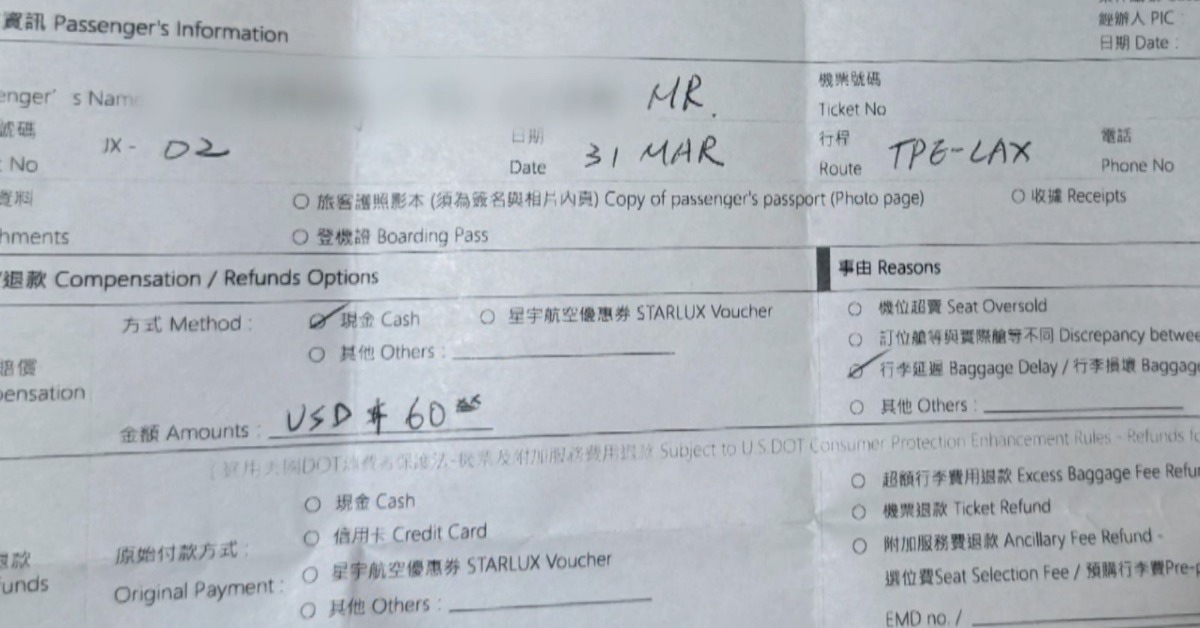 資訊 Passenger's Information
經辦人 PIC :
日期 Date :
enger's Name
MR.
機票號碼
Ticket No
號碼
No
JX - 02
日期
Date
31 MAR
行程
Route
TPE-LAX
電話
Phone No
資料
hments
○ 旅客護照影本 (須為簽名與相片內頁) Copy of passenger's passport (Photo page)
○ 收據 Receipts
○ 登機證 Boarding Pass
退款 Compensation / Refunds Options
事由 Reasons
賠償
pensation
方式 Method :
現金 Cash
○ 星宇航空優惠券 STARLUX Voucher
○ 其他 Others :
金額 Amounts : USD $ 60
○ 機位超賣 Seat Oversold
○ 訂位艙等與實際艙等不同 Discrepancy betwee
行李延遲 Baggage Delay / 行李損壞 Baggag
○ 其他 Others :
Subject to U.S.DOT Consumer Protection Enhancement Rules - Refunds fo
退款
funds
原始付款方式 :
Original Payment :
○ 現金 Cash
○ 信用卡 Credit Card
○ 星宇航空優惠券 STARLUX Voucher
○ 其他 Others :
○ 超額行李費用退款 Excess Baggage Fee Refu
○ 機票退款 Ticket Refund
○ 附加服務費退款 Ancillary Fee Refund -
選位費Seat Selection Fee / 預購行李費Pre-p
EMD no. /